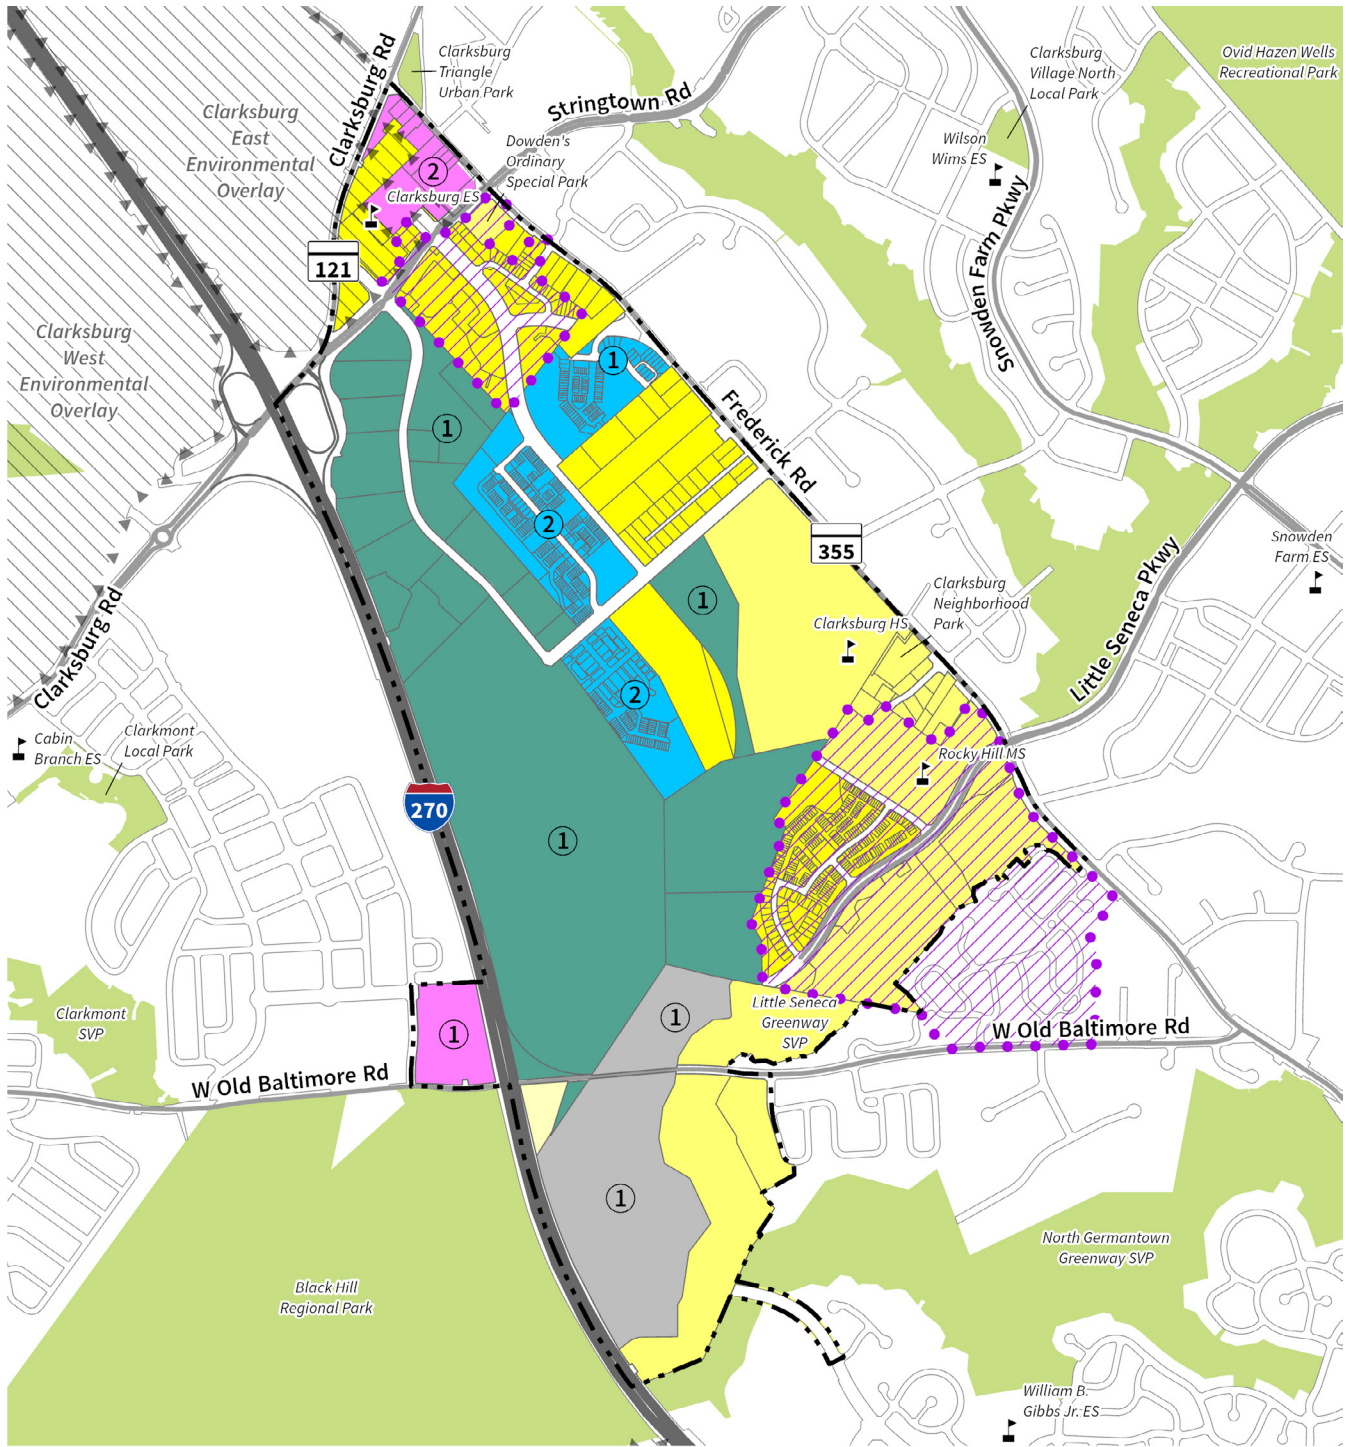 Clarksburg
Triangle
Urban Park
Clarksburg Rd
Stringtown Rd
Clarksburg
Village North
Local Park
Ovid Hazen Wells
Recreational Park
Clarksburg
East
Environmental
Overlay
Dowden's
Ordinary
Special Park
Wilson
Wims ES
2
Clarksburg ES
Snowden Farm Pkwy
121
Clarksburg
West
Environmental
Overlay
1
1
Frederick Rd
2
355
Snowden
Farm ES
Clarksburg
Neighborhood
Park
1
Clarksburg HS
Little Seneca Pkwy
Clarksburg Rd
2
Cabin
Branch ES
Clarkmont
Local Park
Rocky Hill MS
270
1
Clarkmont
SVP
1
1
Little Seneca
Greenway
SVP
W Old Baltimore Rd
W Old Baltimore Rd
1
North Germantown
Greenway SVP
Black Hill
Regional Park
William B.
Gibbs Jr. ES